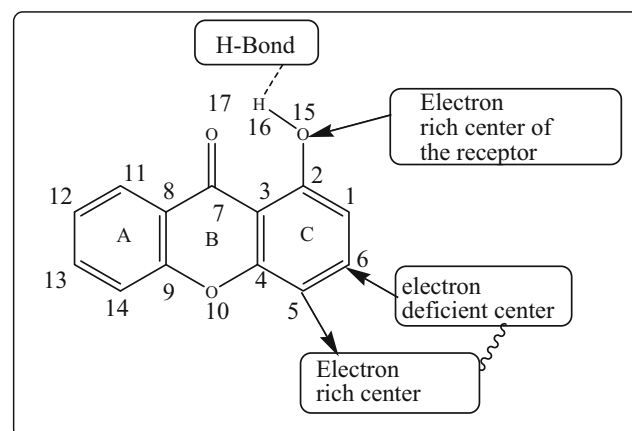 H-Bond
17
H
15
16
O
O
Electron
rich center of
the receptor
11
2
1
12
8
3
7
A
B
C
6
13
4
14
9
O
10
5
electron
deficient center
Electron
rich center